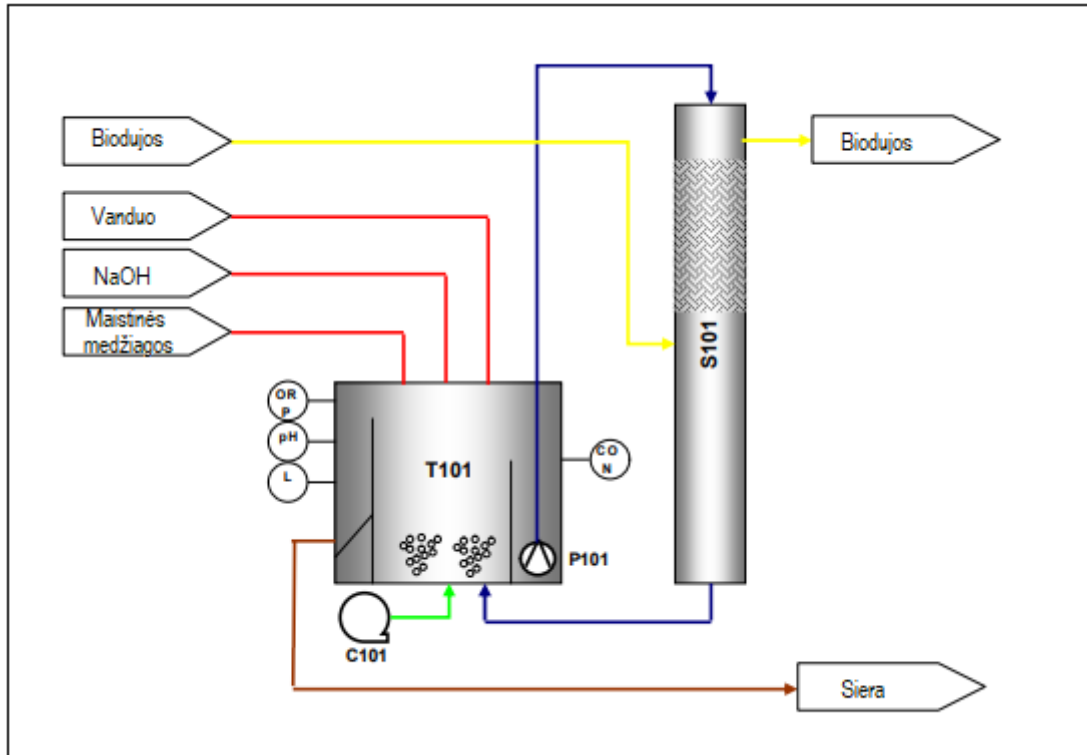 Biodujos
Biodujos
Vanduo
NaOH
Maistinės
medžiagos
S101
OR
P
pH
L
CO
N
T101
P101
C101
Siera